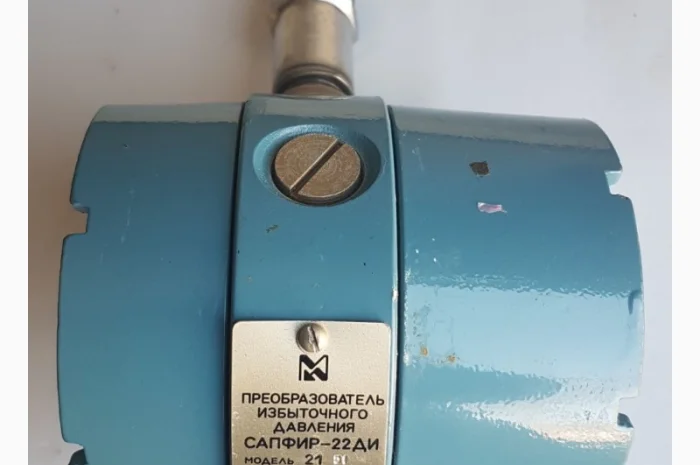 ПРЕОБРАЗОВАТЕЛЬ
ИЗБЫТОЧНОГО
ДАВЛЕНИЯ
САПФИР-22ДИ
МОДЕЛЬ 21